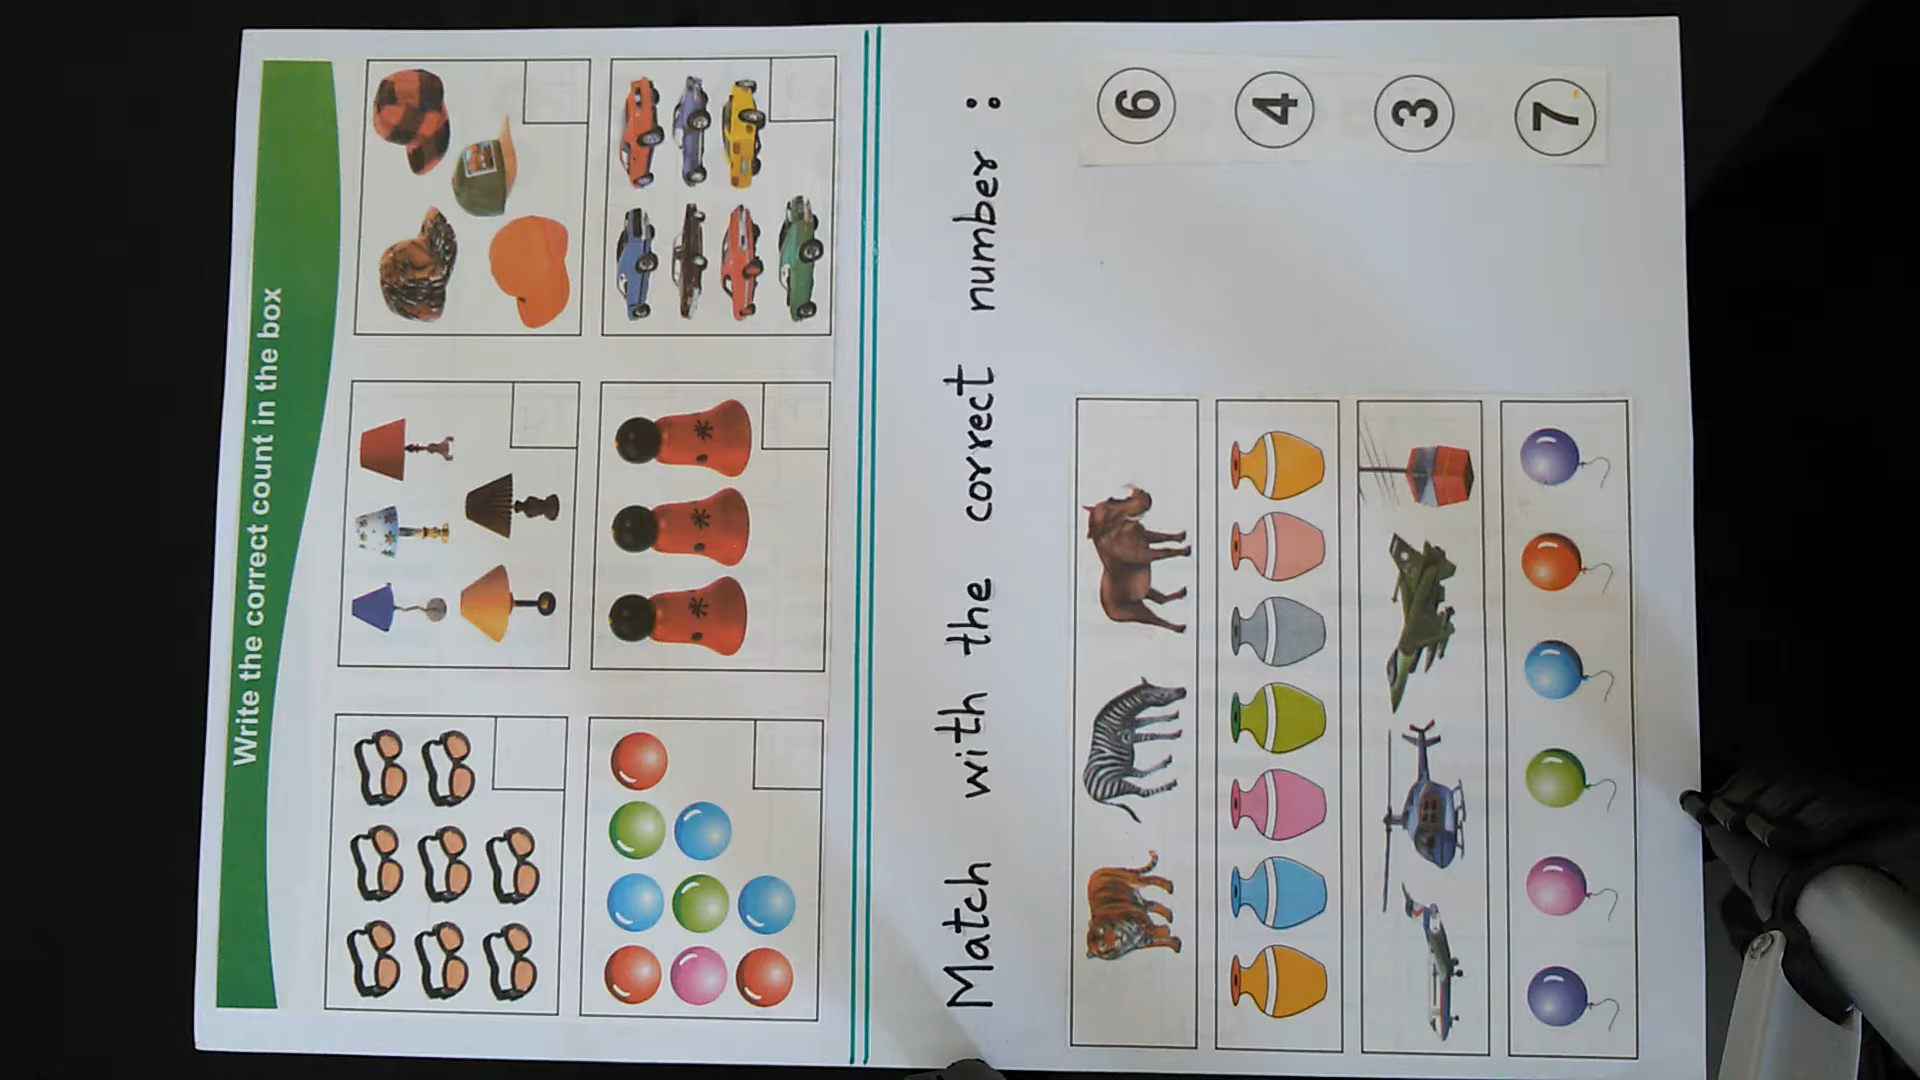 Write the correct count in the box
Match with the correct number :
6
4
3
7